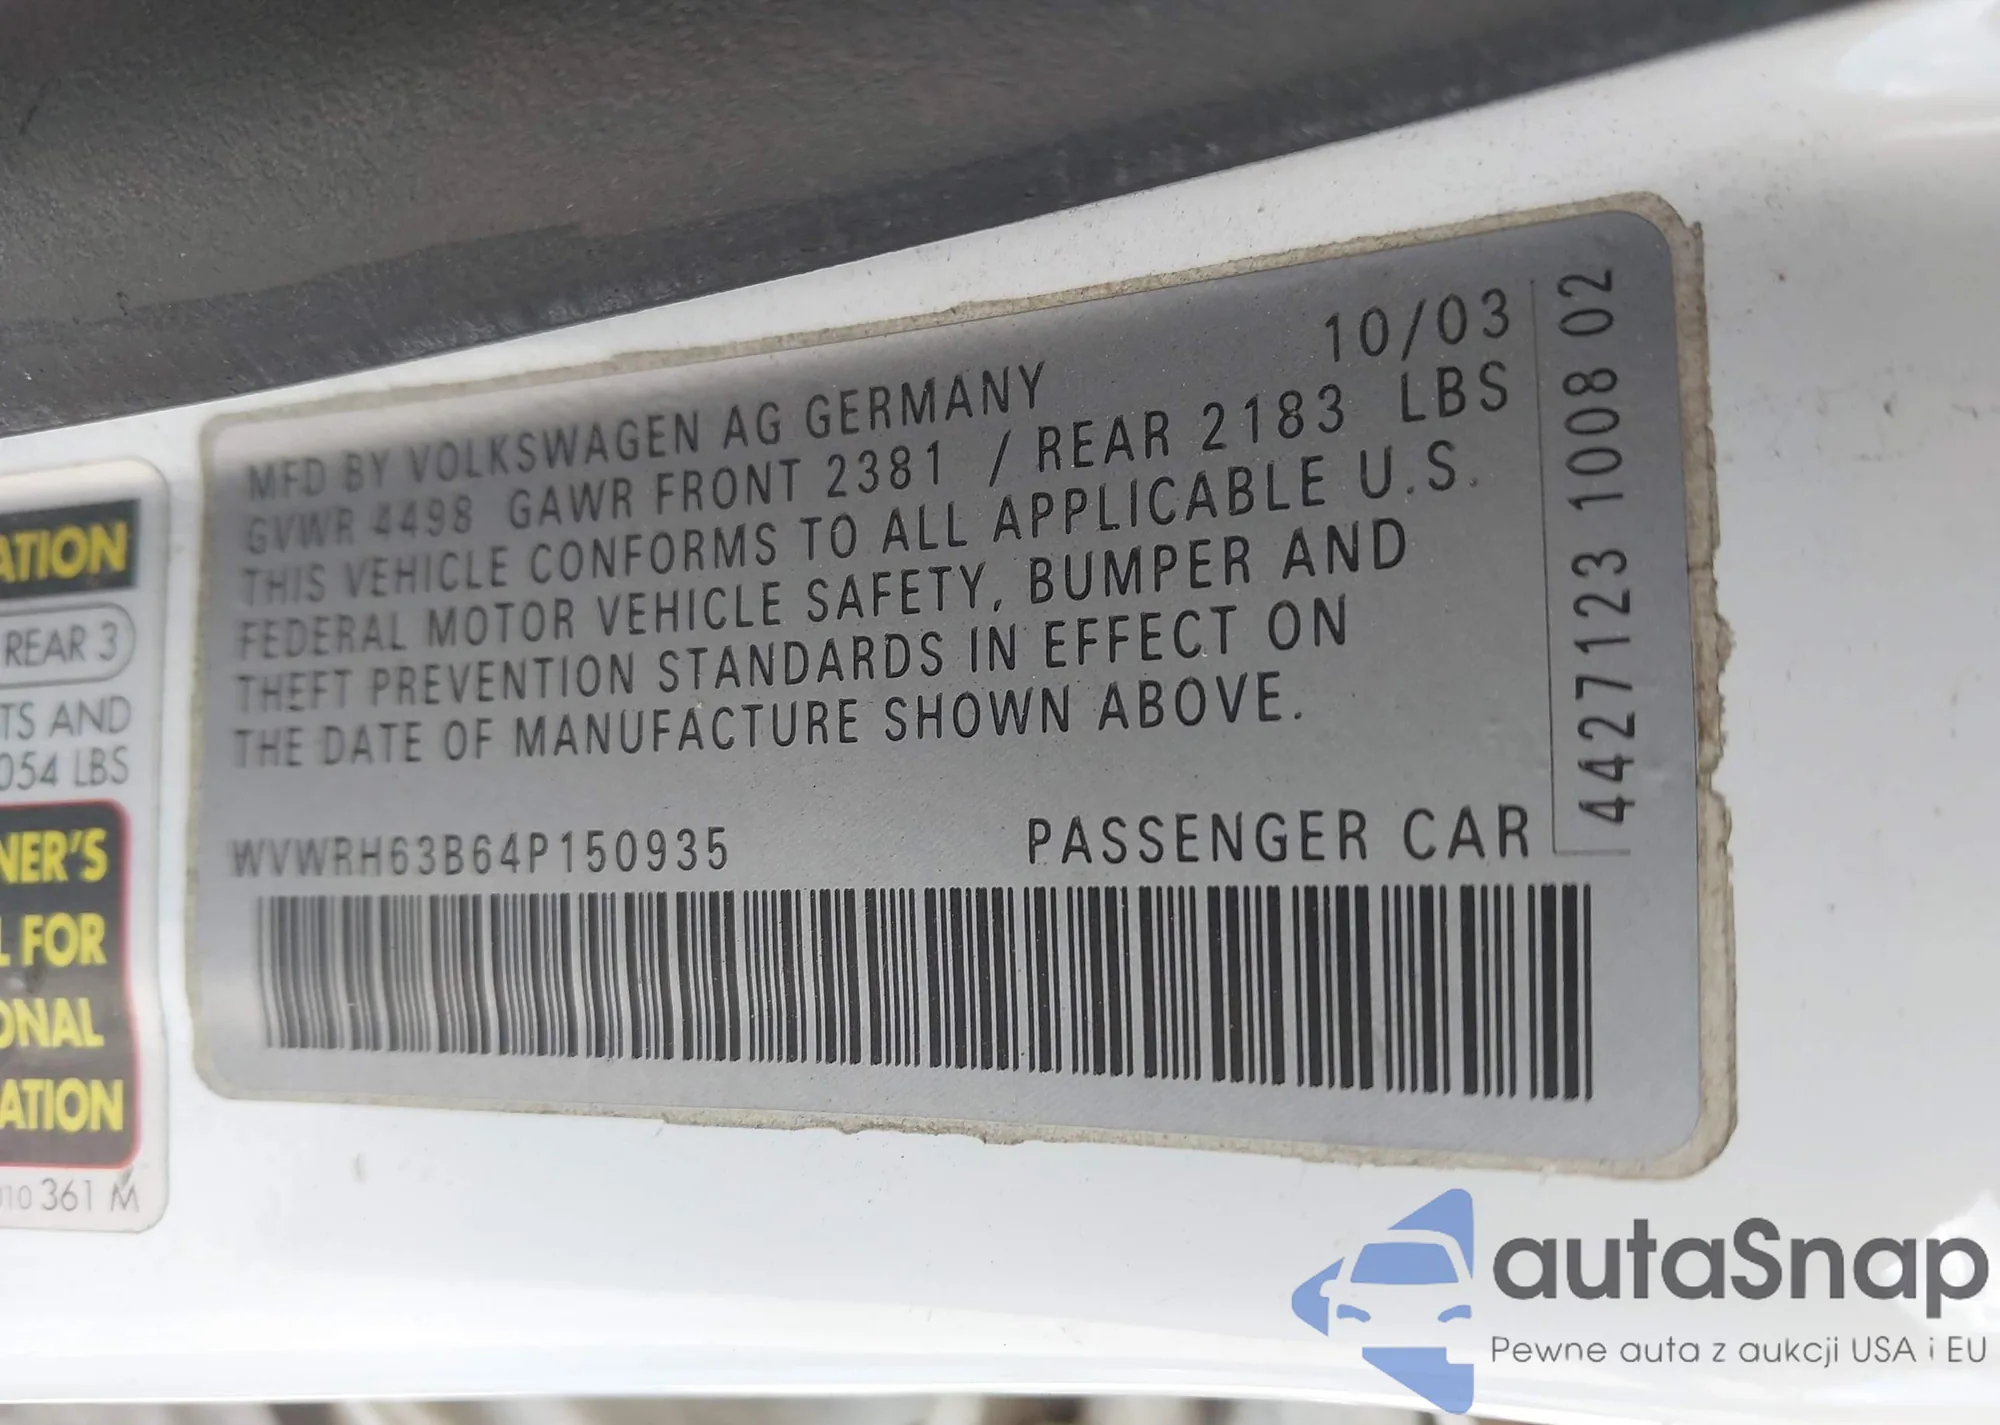 10/03
MFD BY VOLKSWAGEN AG GERMANY
GVWR 4498 GAWR FRONT 2381 / REAR 2183 LBS
THIS VEHICLE CONFORMS TO ALL APPLICABLE U.S.
FEDERAL MOTOR VEHICLE SAFETY, BUMPER AND
THEFT PREVENTION STANDARDS IN EFFECT ON
THE DATE OF MANUFACTURE SHOWN ABOVE.
WVWRH63B64P150935 PASSENGER CAR
4427123 1008 02
ATION
REAR 3
TS AND
054 LBS
NER'S
L FOR
ONAL
ATION
010 361 M
autaSnap
Pewne auta z aukcji USA i EU